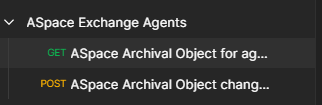 ASpace Exchange Agents
GET ASpace Archival Object for ag...
POST ASpace Archival Object chang...